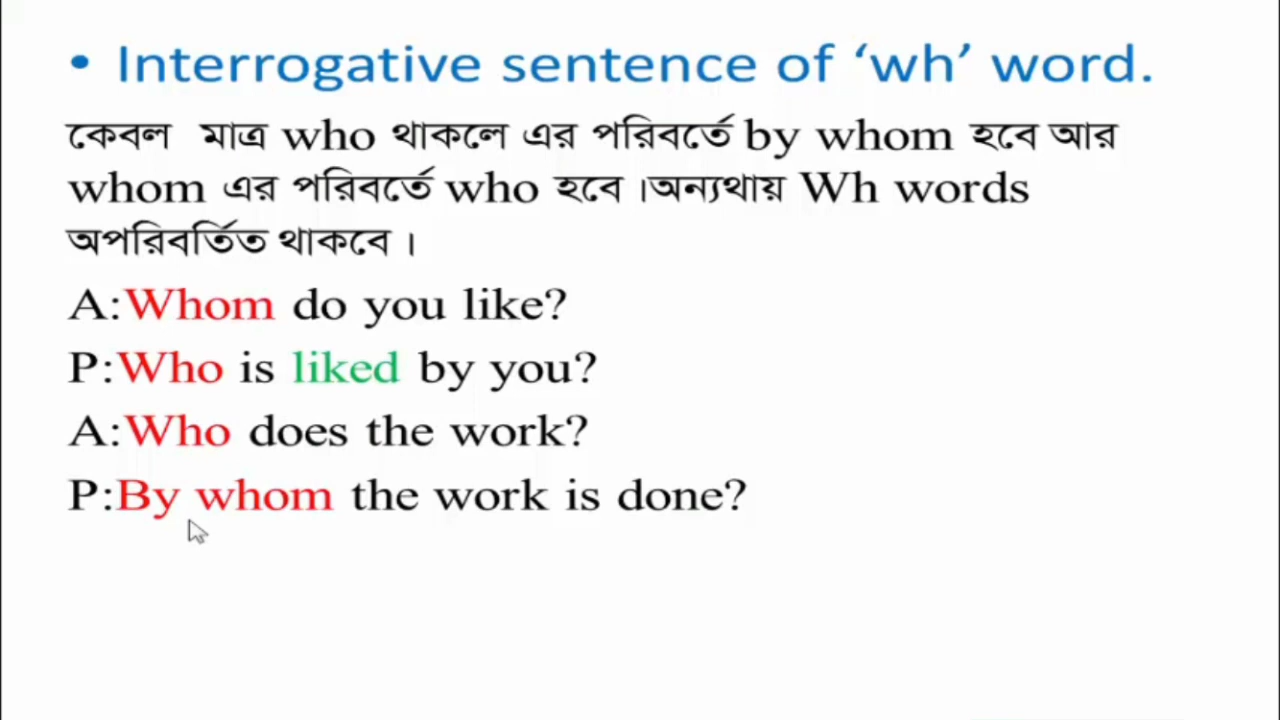 • Interrogative sentence of ‘wh’ word.
কেবল মাত্র who থাকলে এর পরিবর্তে by whom হবে আর
whom এর পরিবর্তে who হবে ।অন্যথায় Wh words
অপরিবর্তিত থাকবে ।
A:Whom do you like?
P:Who is liked by you?
A:Who does the work?
P:By whom the work is done?